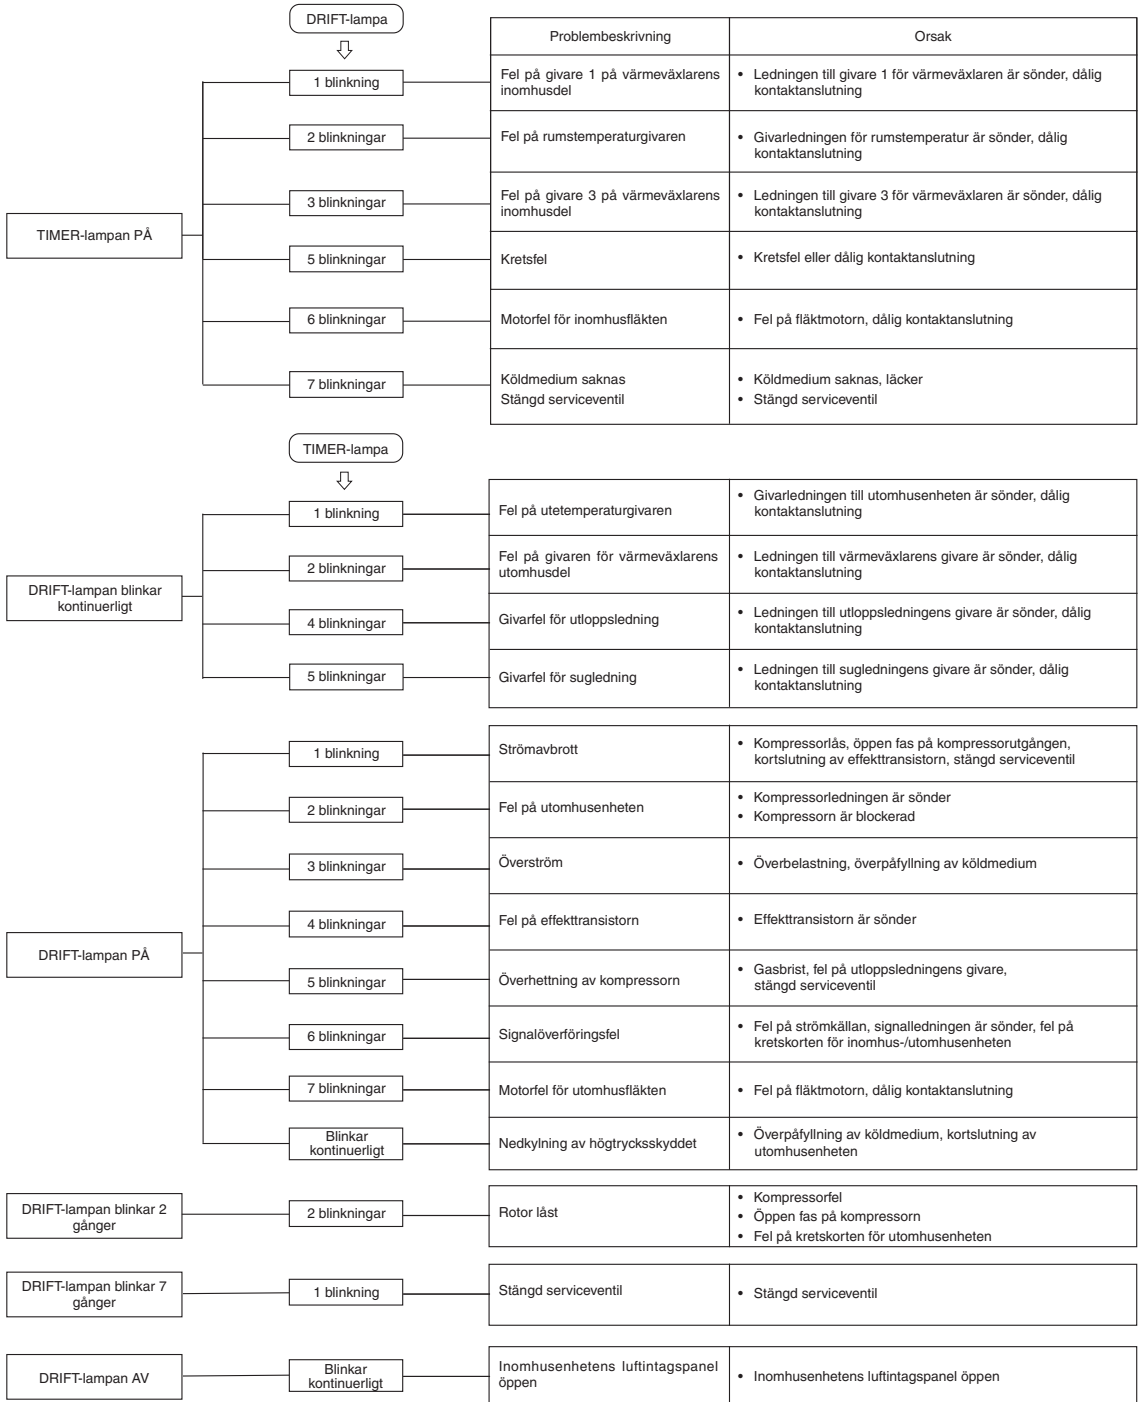 DRIFT-lampa
Problembeskrivning
Orsak
TIMER-lampan PÅ
1 blinkning
Fel på givare 1 på värmeväxlarens
inomhusdel
• Ledningen till givare 1 för värmeväxlaren är sönder, dålig
kontaktanslutning
2 blinkningar
Fel på rumstemperaturgivaren
• Givarledningen för rumstemperatur är sönder, dålig
kontaktanslutning
3 blinkningar
Fel på givare 3 på värmeväxlarens
inomhusdel
• Ledningen till givare 3 för värmeväxlaren är sönder, dålig
kontaktanslutning
5 blinkningar
Kretsfel
• Kretsfel eller dålig kontaktanslutning
6 blinkningar
Motorfel för inomhusfläkten
• Fel på fläktmotorn, dålig kontaktanslutning
7 blinkningar
Köldmedium saknas
Stängd serviceventil
• Köldmedium saknas, läcker
• Stängd serviceventil
TIMER-lampa
DRIFT-lampan blinkar
kontinuerligt
1 blinkning
Fel på utetemperaturgivaren
• Givarledningen till utomhusenheten är sönder, dålig
kontaktanslutning
2 blinkningar
Fel på givaren för värmeväxlarens
utomhusdel
• Ledningen till värmeväxlarens givare är sönder, dålig
kontaktanslutning
4 blinkningar
Givarfel för utloppsledning
• Ledningen till utloppsledningens givare är sönder, dålig
kontaktanslutning
5 blinkningar
Givarfel för sugledning
• Ledningen till sugledningens givare är sönder, dålig
kontaktanslutning
DRIFT-lampan PÅ
1 blinkning
Strömavbrott
• Kompressorlås, öppen fas på kompressorutgången,
kortslutning av effekttransistorn, stängd serviceventil
2 blinkningar
Fel på utomhusenheten
• Kompressorledningen är sönder
• Kompressorn är blockerad
3 blinkningar
Överström
• Överbelastning, överpåfyllning av köldmedium
4 blinkningar
Fel på effekttransistorn
• Effekttransistorn är sönder
5 blinkningar
Överhettning av kompressorn
• Gasbrist, fel på utloppsledningens givare,
stängd serviceventil
6 blinkningar
Signalöverföringsfel
• Fel på strömkällan, signalledningen är sönder, fel på
kretskorten för inomhus-/utomhusenheten
7 blinkningar
Motorfel för utomhusfläkten
• Fel på fläktmotorn, dålig kontaktanslutning
Blinkar
kontinuerligt
Nedkylning av högtrycksskyddet
• Överpåfyllning av köldmedium, kortslutning av
utomhusenheten
DRIFT-lampan blinkar 2
gånger
2 blinkningar
Rotor låst
• Kompressorfel
• Öppen fas på kompressorn
• Fel på kretskorten för utomhusenheten
DRIFT-lampan blinkar 7
gånger
1 blinkning
Stängd serviceventil
• Stängd serviceventil
DRIFT-lampan AV
Blinkar
kontinuerligt
Inomhusenhetens luftintagspanel
öppen
• Inomhusenhetens luftintagspanel öppen